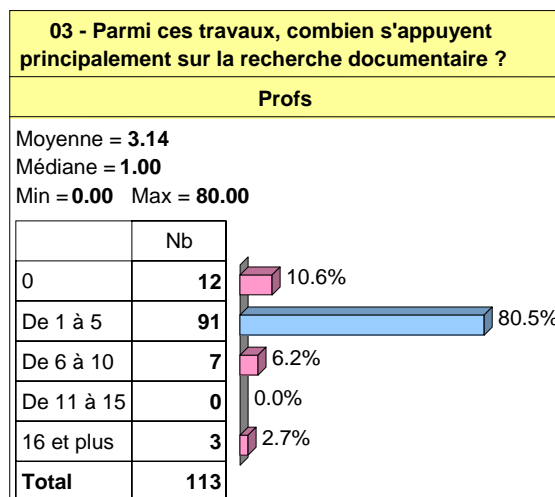 03 - Parmi ces travaux, combien s'appuyent
principalement sur la recherche documentaire ?
Profs
Moyenne = 3.14
Médiane = 1.00
Min = 0.00 Max = 80.00
Nb
0 12 10.6%
De 1 à 5 91 80.5%
De 6 à 10 7 6.2%
De 11 à 15 0 0.0%
16 et plus 3 2.7%
Total 113